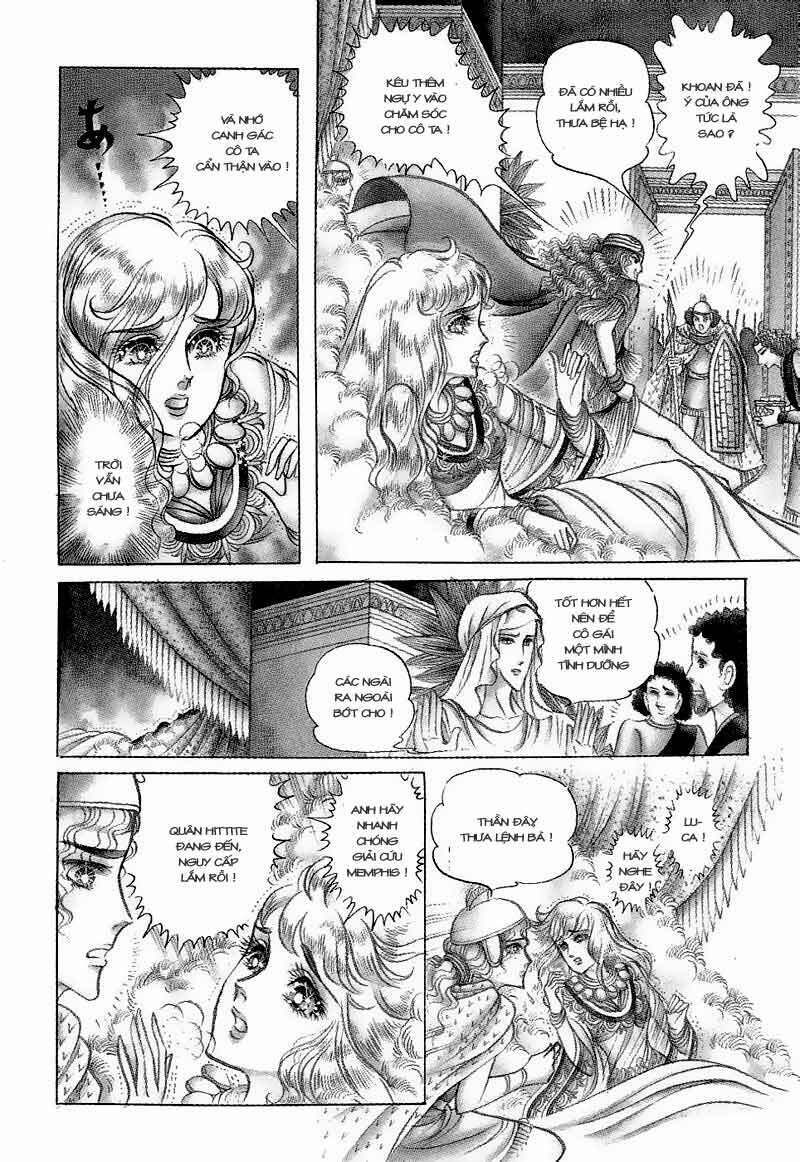 KHOAN ĐÃ !
Ý CỦA ÔNG
TỨC LÀ
SAO ?
ĐÃ CÓ NHIỀU
LẮM RỒI,
THƯA BỆ HẠ !
KÊU THÊM
NGỰ Y VÀO
CHĂM SÓC
CHO CÔ TA !
VÀ NHỚ
CANH GÁC
CÔ TA
CẨN THẬN VÀO !
あ…
TRỜI
VẪN
CHƯA
SÁNG !
TỐT HƠN HẾT
NÊN ĐỂ
CÔ GÁI
MỘT MÌNH
TĨNH DƯỠNG
CÁC NGÀI
RA NGOÀI
BỚT CHO !
LU-
CA !
HÃY
NGHE
ĐÂY !
THẦN ĐÂY
THƯA LỆNH BÀ !
ANH HÃY
NHANH
CHÓNG
GIẢI CỨU
MEMPHIS !
QUÂN HITTITE
ĐANG ĐẾN,
NGUY CẤP
LẮM RỒI !